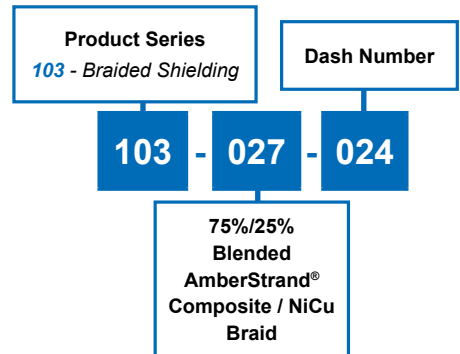 Product Series
103 - Braided Shielding
Dash Number
103 - 027 - 024
75%/25%
Blended
AmberStrand®
Composite / NiCu
Braid